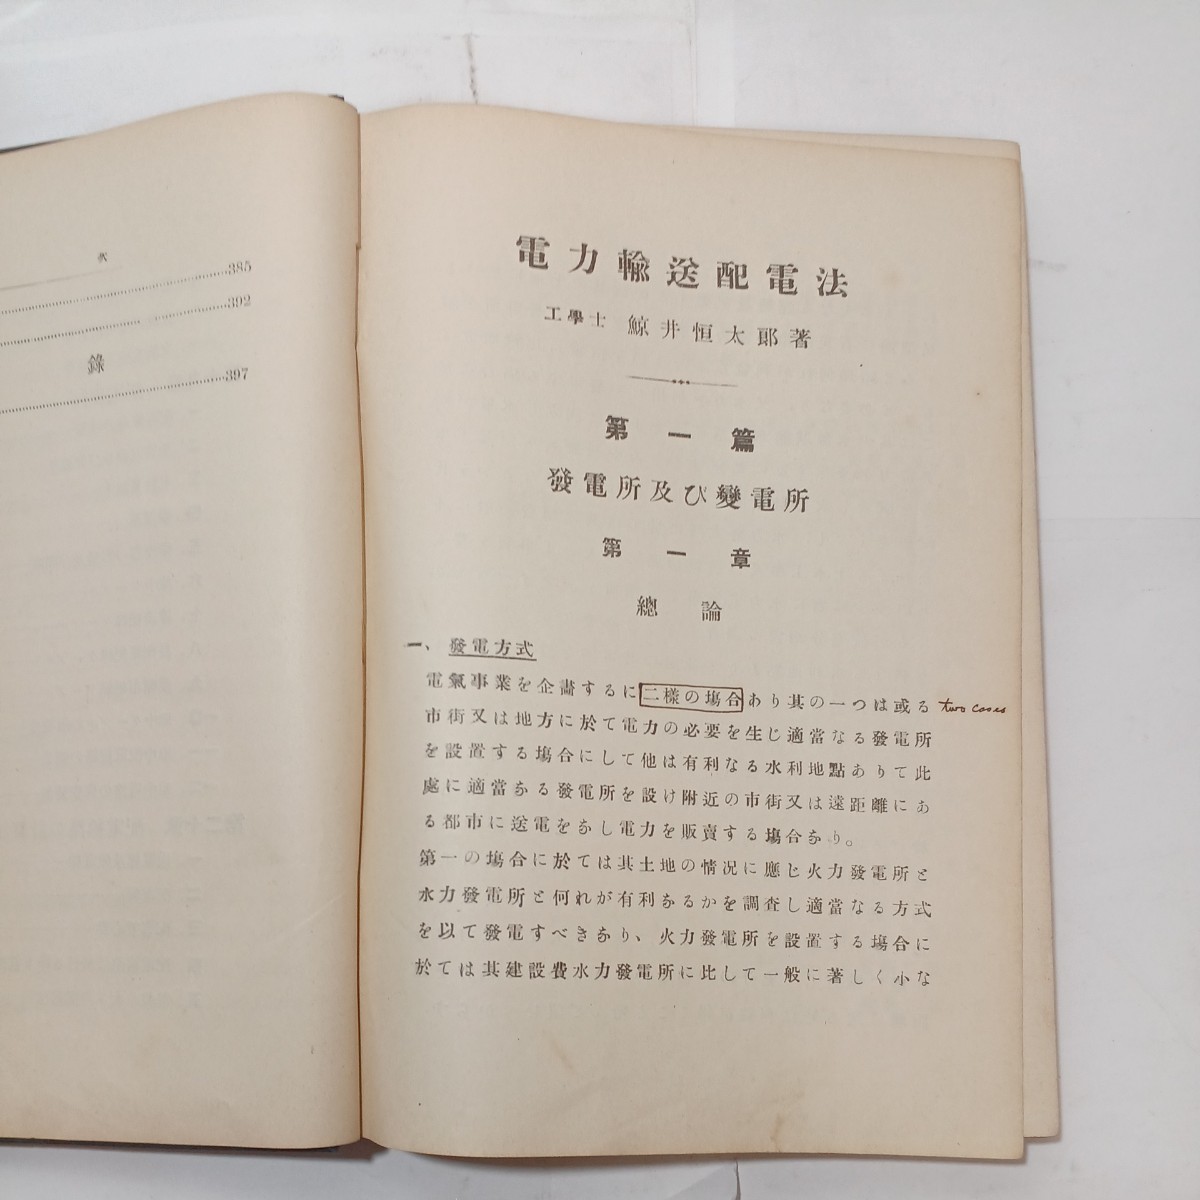 次
385
392
錄
397
電力輸送配電法
工學士 鯨井恒太郎著
第一篇
發電所及び變電所
第一章
總論
一、發電方式
電氣事業を企畵するに二樣の塲合あり其の一つは或る two cases
市街又は地方に於て電力の必要を生じ適當なる發電所
を設置する塲合にして他は有利なる水利地點ありて此
處に適當なる發電所を設け附近の市街又は遠距離にあ
る都市に送電をなし電力を販賣する塲合なり。
第一の塲合に於ては其土地の情況に應じ火力發電所と
水力發電所と何れが有利なるかを調査し適當なる方式
を以て發電すべきなり、火力發電所を設置する塲合に
於ては其建設費水力發電所に比して一般に著しく小な